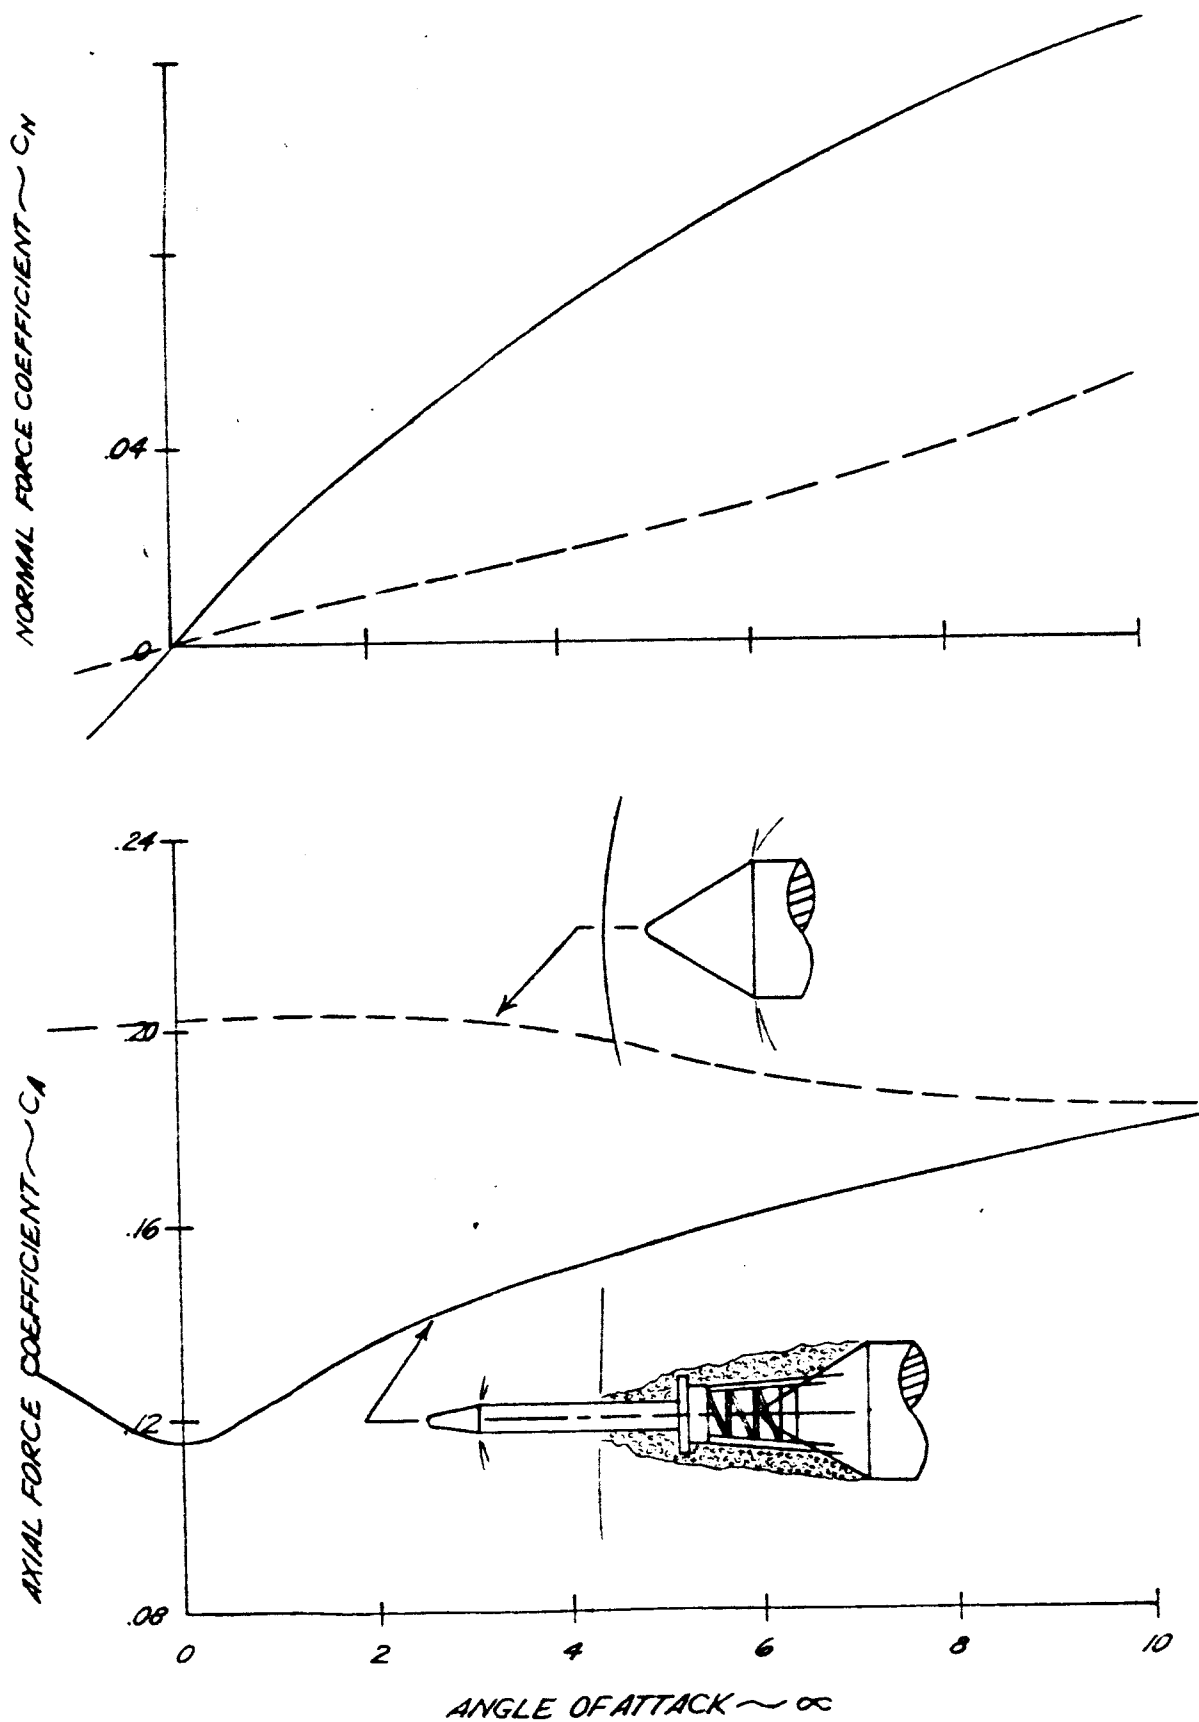 NORMAL FORCE COEFFICIENT ~ CN
.04
0
AXIAL FORCE COEFFICIENT ~ CA
.24
.20
.16
.12
.08
0 2 4 6 8 10
ANGLE OF ATTACK ~ ∝